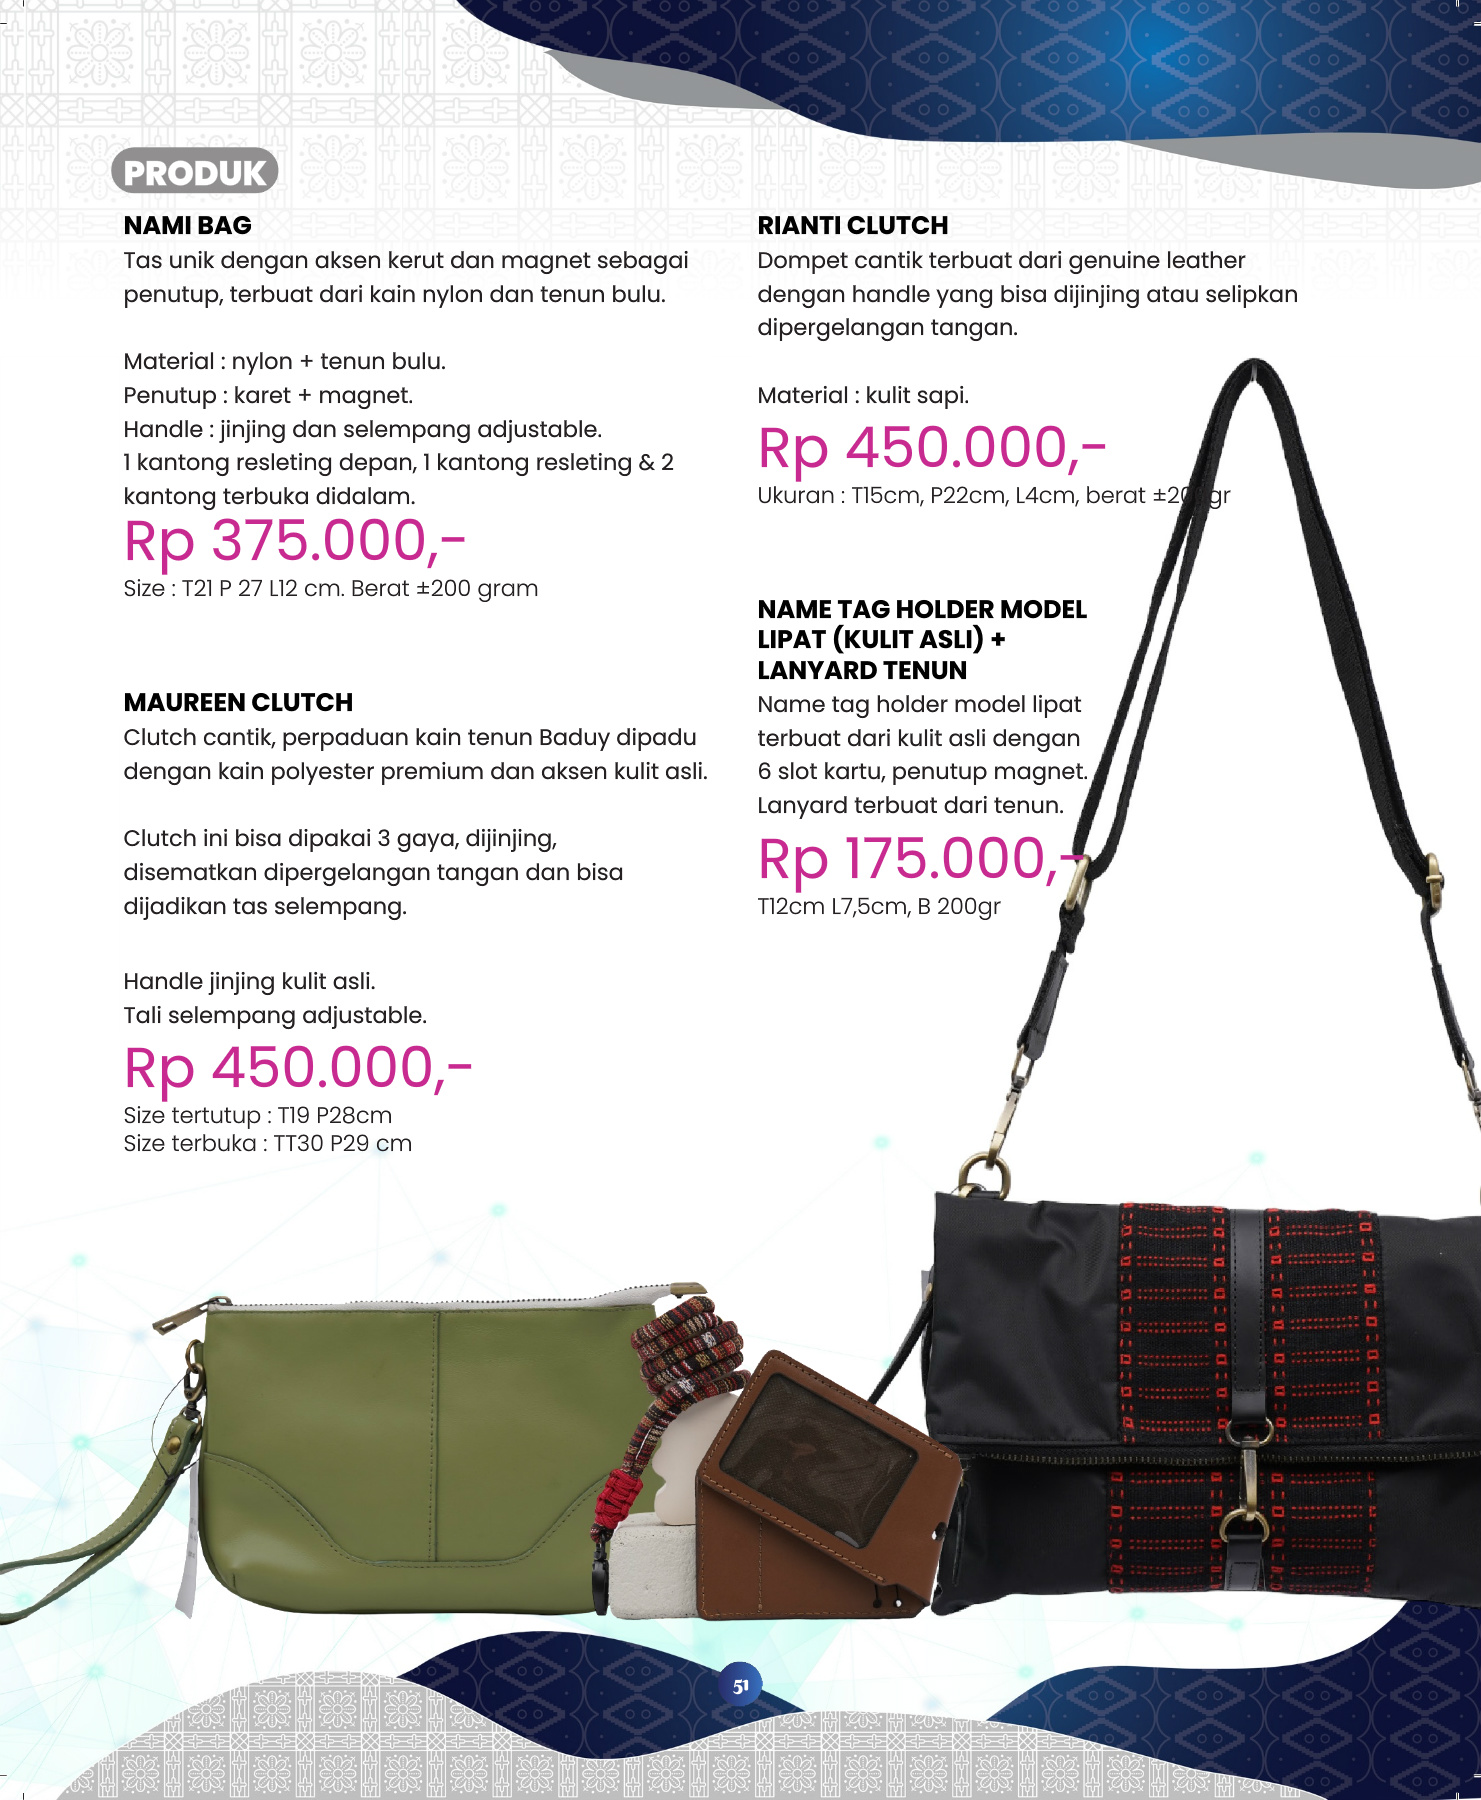 PRODUK
NAMI BAG
Tas unik dengan aksen kerut dan magnet sebagai
penutup, terbuat dari kain nylon dan tenun bulu.
Material : nylon + tenun bulu.
Penutup : karet + magnet.
Handle : jinjing dan selempang adjustable.
1 kantong resleting depan, 1 kantong resleting & 2
kantong terbuka didalam.
Rp 375.000,-
Size : T21 P 27 L12 cm. Berat ±200 gram
MAUREEN CLUTCH
Clutch cantik, perpaduan kain tenun Baduy dipadu
dengan kain polyester premium dan aksen kulit asli.
Clutch ini bisa dipakai 3 gaya, dijinjing,
disematkan dipergelangan tangan dan bisa
dijadikan tas selempang.
Handle jinjing kulit asli.
Tali selempang adjustable.
Rp 450.000,-
Size tertutup : T19 P28cm
Size terbuka : TT30 P29 cm
RIANTI CLUTCH
Dompet cantik terbuat dari genuine leather
dengan handle yang bisa dijinjing atau selipkan
dipergelangan tangan.
Material : kulit sapi.
Rp 450.000,-
Ukuran : T15cm, P22cm, L4cm, berat ±200gr
NAME TAG HOLDER MODEL
LIPAT (KULIT ASLI) +
LANYARD TENUN
Name tag holder model lipat
terbuat dari kulit asli dengan
6 slot kartu, penutup magnet.
Lanyard terbuat dari tenun.
Rp 175.000,-
T12cm L7,5cm, B 200gr
51